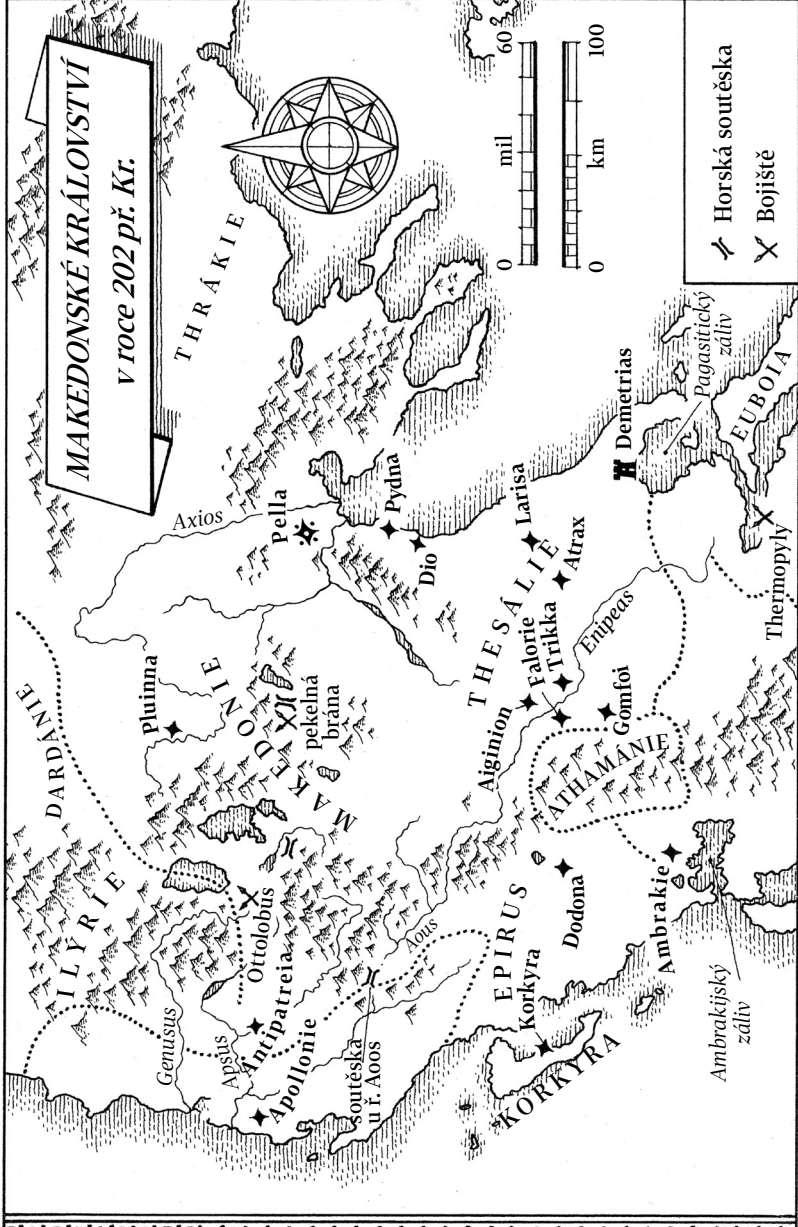 MAKEDONSKÉ KRÁLOVSTVÍ
v roce 202 př. Kr.
DARDANIE
ILÝRIE
THRÁKIE
Axios
Pluinna
Pella
MAKEDONIE
pekelná
brána
Genusus
Apsus
Ottolobus
Antipatreia
Apollonie
soutěska
u ř. Aoos
Aous
Pydna
Dio
Larisa
Atrax
THESÁLIE
Falorie
Trikka
Aiginion
Enipeas
Gomfoi
ATHAMÁNIE
EPIRUS
Dodona
Korkyra
KORKYRA
Ambrakie
Ambrakijský
záliv
Demetrias
Pagasitický
záliv
EUBOIA
Thermopyly
0 mil 60
0 km 100
Horská soutěska
Bojiště